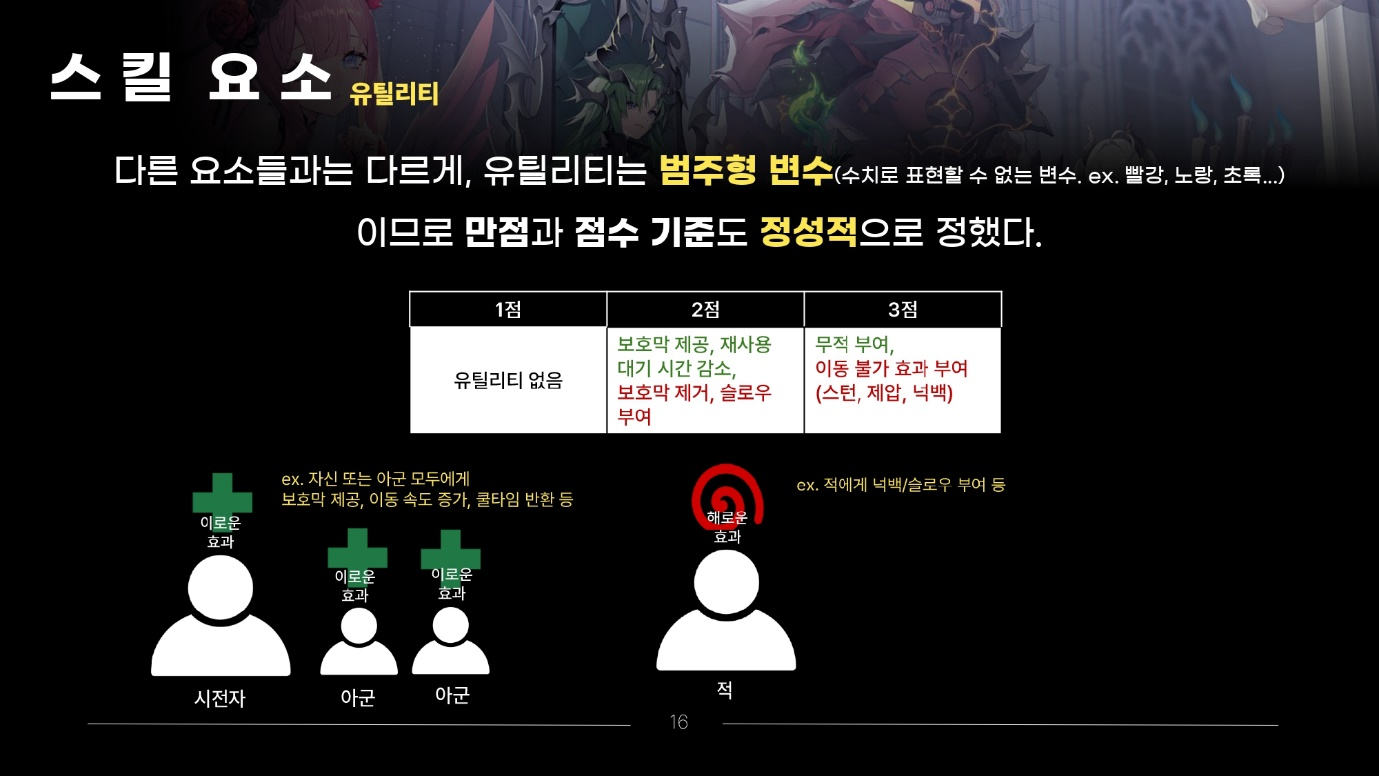 스킬 요소 유틸리티
다른 요소들과는 다르게, 유틸리티는 범주형 변수(수치로 표현할 수 없는 변수. ex. 빨강, 노랑, 초록...)
이므로 만점과 점수 기준도 정성적으로 정했다.
1점 2점 3점
유틸리티 없음
보호막 제공, 재사용
대기 시간 감소,
보호막 제거, 슬로우
부여
무적 부여,
이동 불가 효과 부여
(스턴, 제압, 넉백)
ex. 자신 또는 아군 모두에게
보호막 제공, 이동 속도 증가, 쿨타임 반환 등
이로운
효과
이로운
효과
이로운
효과
시전자
아군
아군
ex. 적에게 넉백/슬로우 부여 등
해로운
효과
적
16